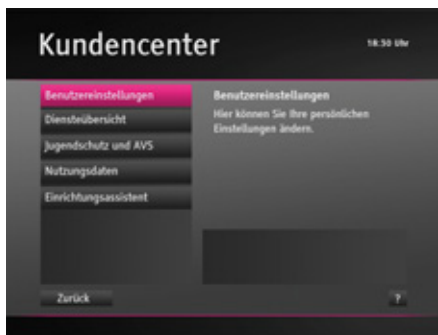 Kundencenter
18:30 Uhr
Benutzereinstellungen
Diensteübersicht
Jugendschutz und AVS
Nutzungsdaten
Einrichtungsassistent
Benutzereinstellungen
Hier können Sie Ihre persönlichen
Einstellungen ändern.
Zurück
?